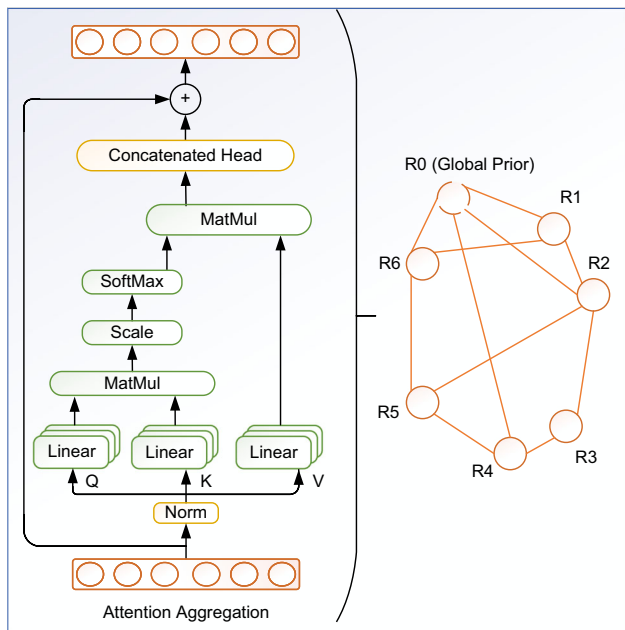 +
Concatenated Head
MatMul
SoftMax
Scale
MatMul
Linear
Linear
Linear
Q
K
V
Norm
Attention Aggregation
R0 (Global Prior)
R1
R6
R2
R5
R4
R3